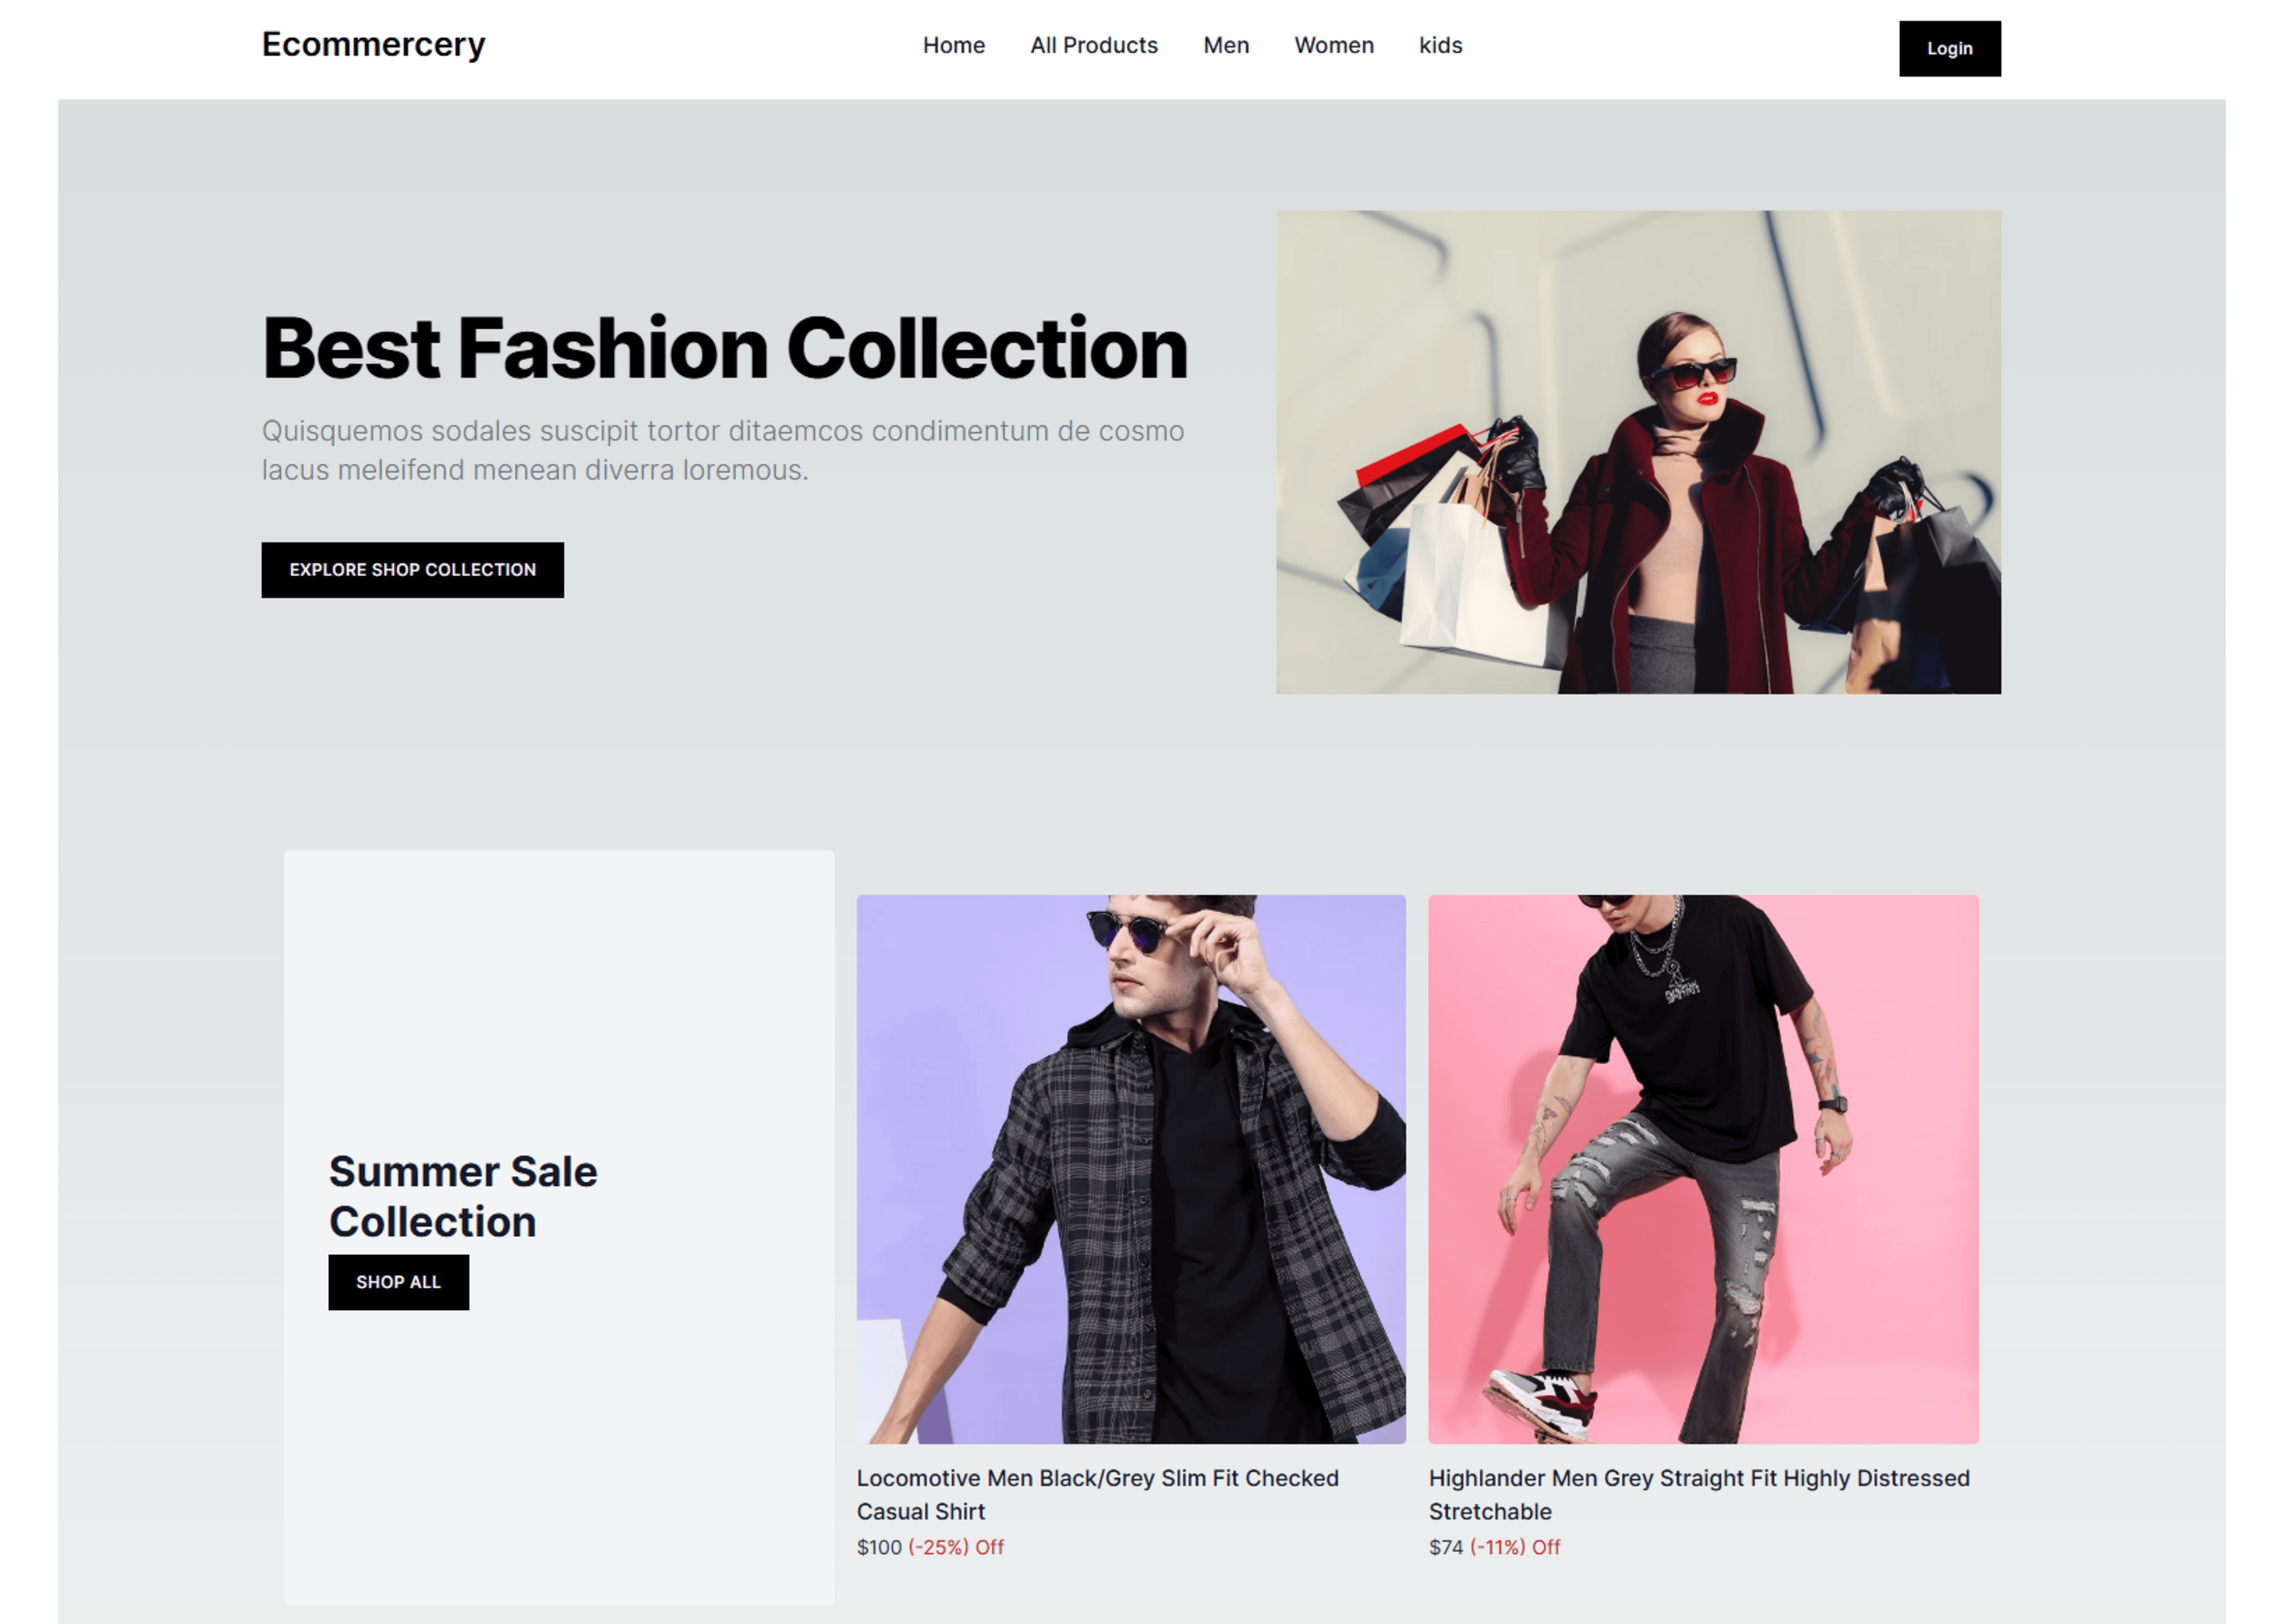 Ecommercery
Home
All Products
Men
Women
kids
Login
Best Fashion Collection
Quisquemos sodales suscipit tortor ditaemcos condimentum de cosmo
lacus meleifend menean diverra loremous.
EXPLORE SHOP COLLECTION
Summer Sale
Collection
SHOP ALL
Locomotive Men Black/Grey Slim Fit Checked
Casual Shirt
$100 (-25%) Off
Highlander Men Grey Straight Fit Highly Distressed
Stretchable
$74 (-11%) Off